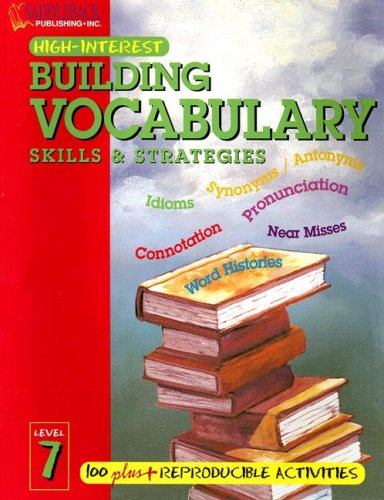 SADDLEBACK
PUBLISHING•INC.
HIGH-INTEREST
BUILDING
VOCABULARY
SKILLS & STRATEGIES
Synonyms / Antonyms
Idioms
Pronunciation
Connotation
Near Misses
Word Histories
LEVEL
7
100 plus+ REPRODUCIBLE ACTIVITIES